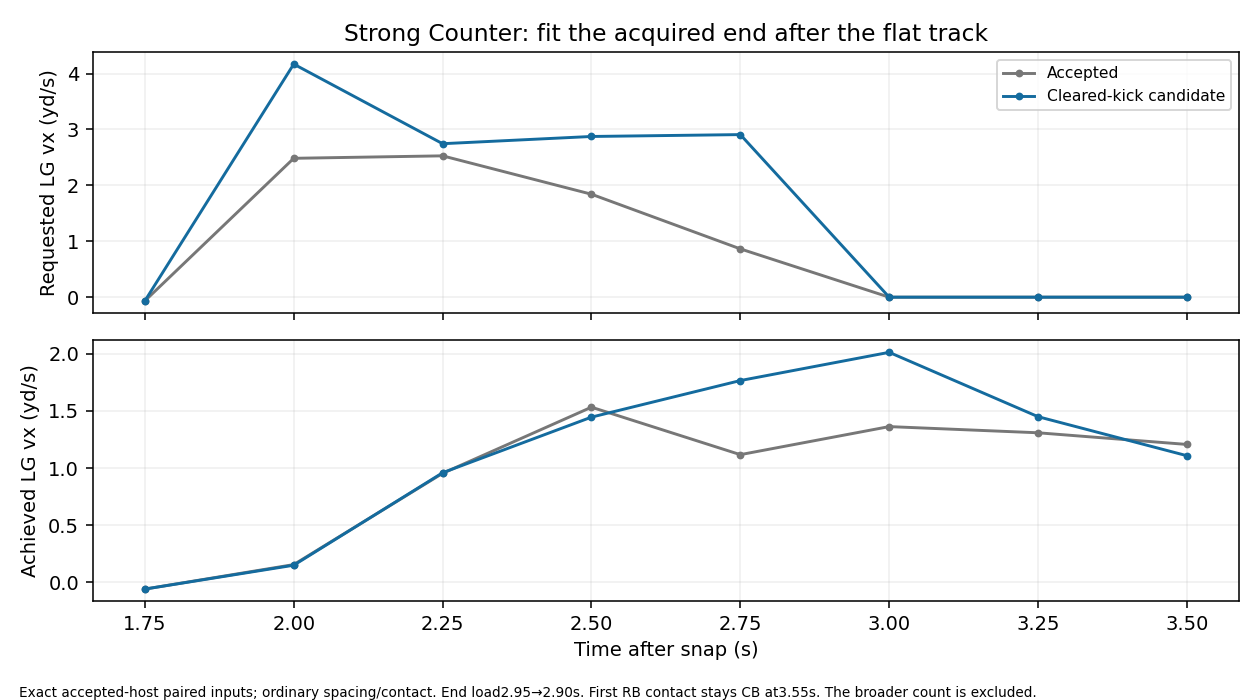 Strong Counter: fit the acquired end after the flat track
Requested LG vx (yd/s)
4
3
2
1
0
Accepted
Cleared-kick candidate
Achieved LG vx (yd/s)
2.0
1.5
1.0
0.5
0.0
1.75 2.00 2.25 2.50 2.75 3.00 3.25 3.50
Time after snap (s)
Exact accepted-host paired inputs; ordinary spacing/contact. End load2.95→2.90s. First RB contact stays CB at3.55s. The broader count is excluded.